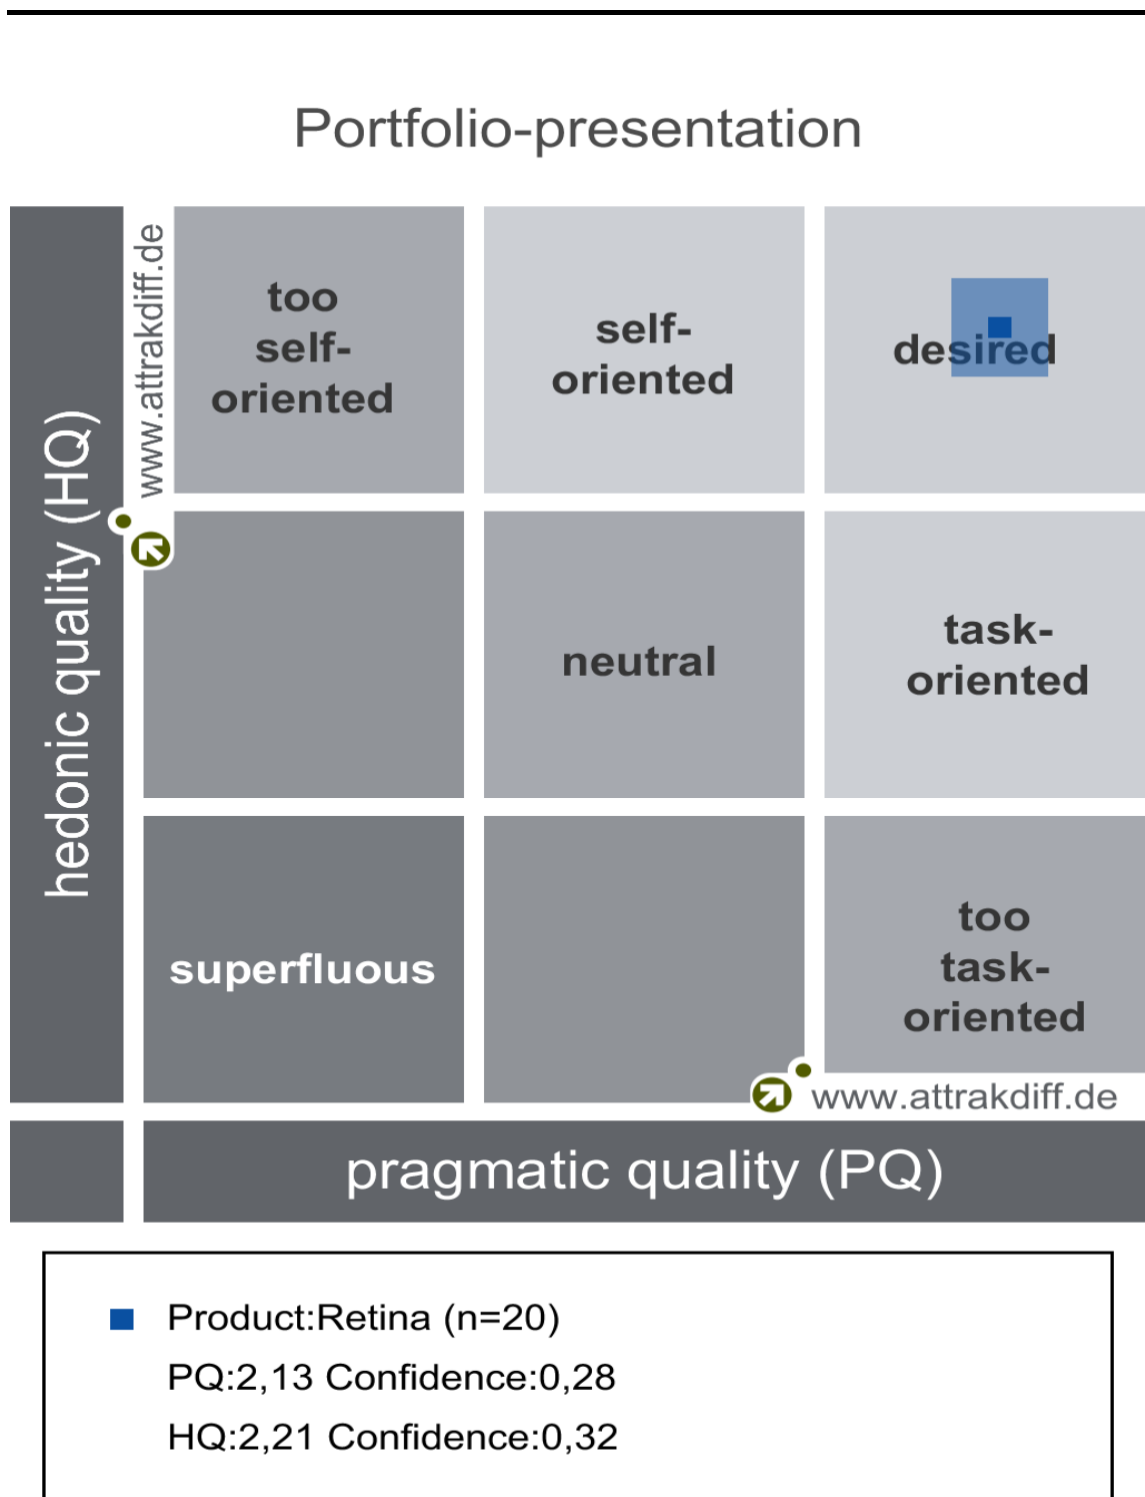 Portfolio-presentation
hedonic quality (HQ)
www.attrakdiff.de
too
self-
oriented
self-
oriented
desired
neutral
task-
oriented
superfluous
too
task-
oriented
www.attrakdiff.de
pragmatic quality (PQ)
Product:Retina (n=20)
PQ:2,13 Confidence:0,28
HQ:2,21 Confidence:0,32